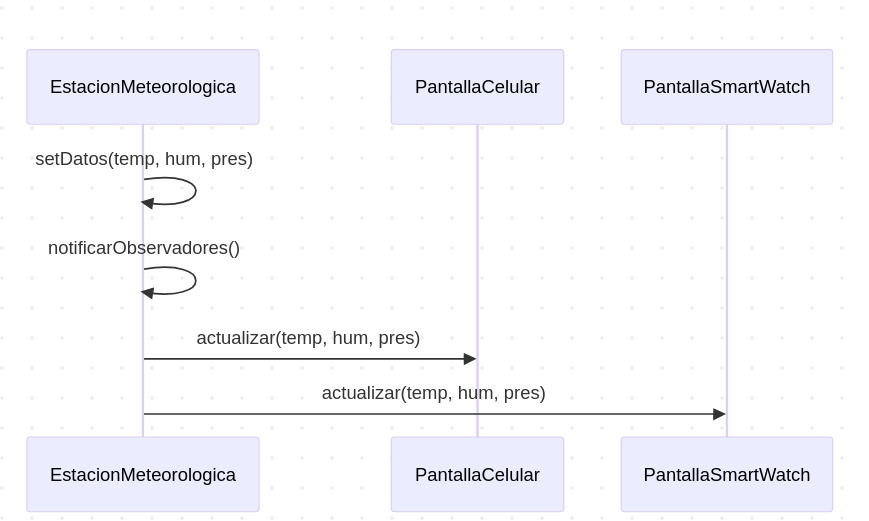 EstacionMeteorologica
PantallaCelular
PantallaSmartWatch
setDatos(temp, hum, pres)
notificarObservadores()
actualizar(temp, hum, pres)
actualizar(temp, hum, pres)
EstacionMeteorologica
PantallaCelular
PantallaSmartWatch